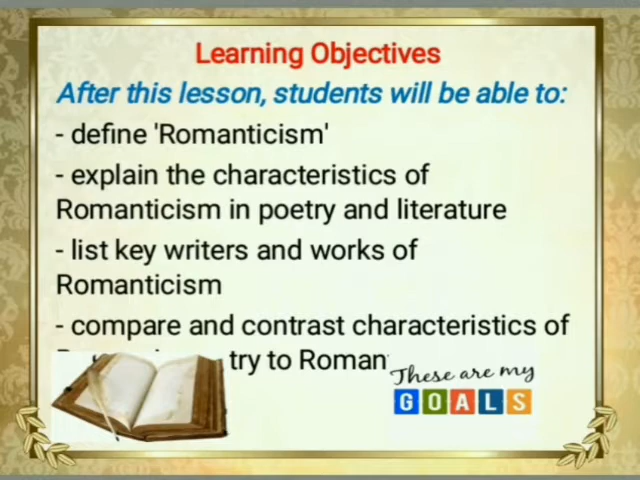 Learning Objectives
After this lesson, students will be able to:
- define 'Romanticism'
- explain the characteristics of
Romanticism in poetry and literature
- list key writers and works of
Romanticism
- compare and contrast characteristics of
try to Roman
These are my
GOALS